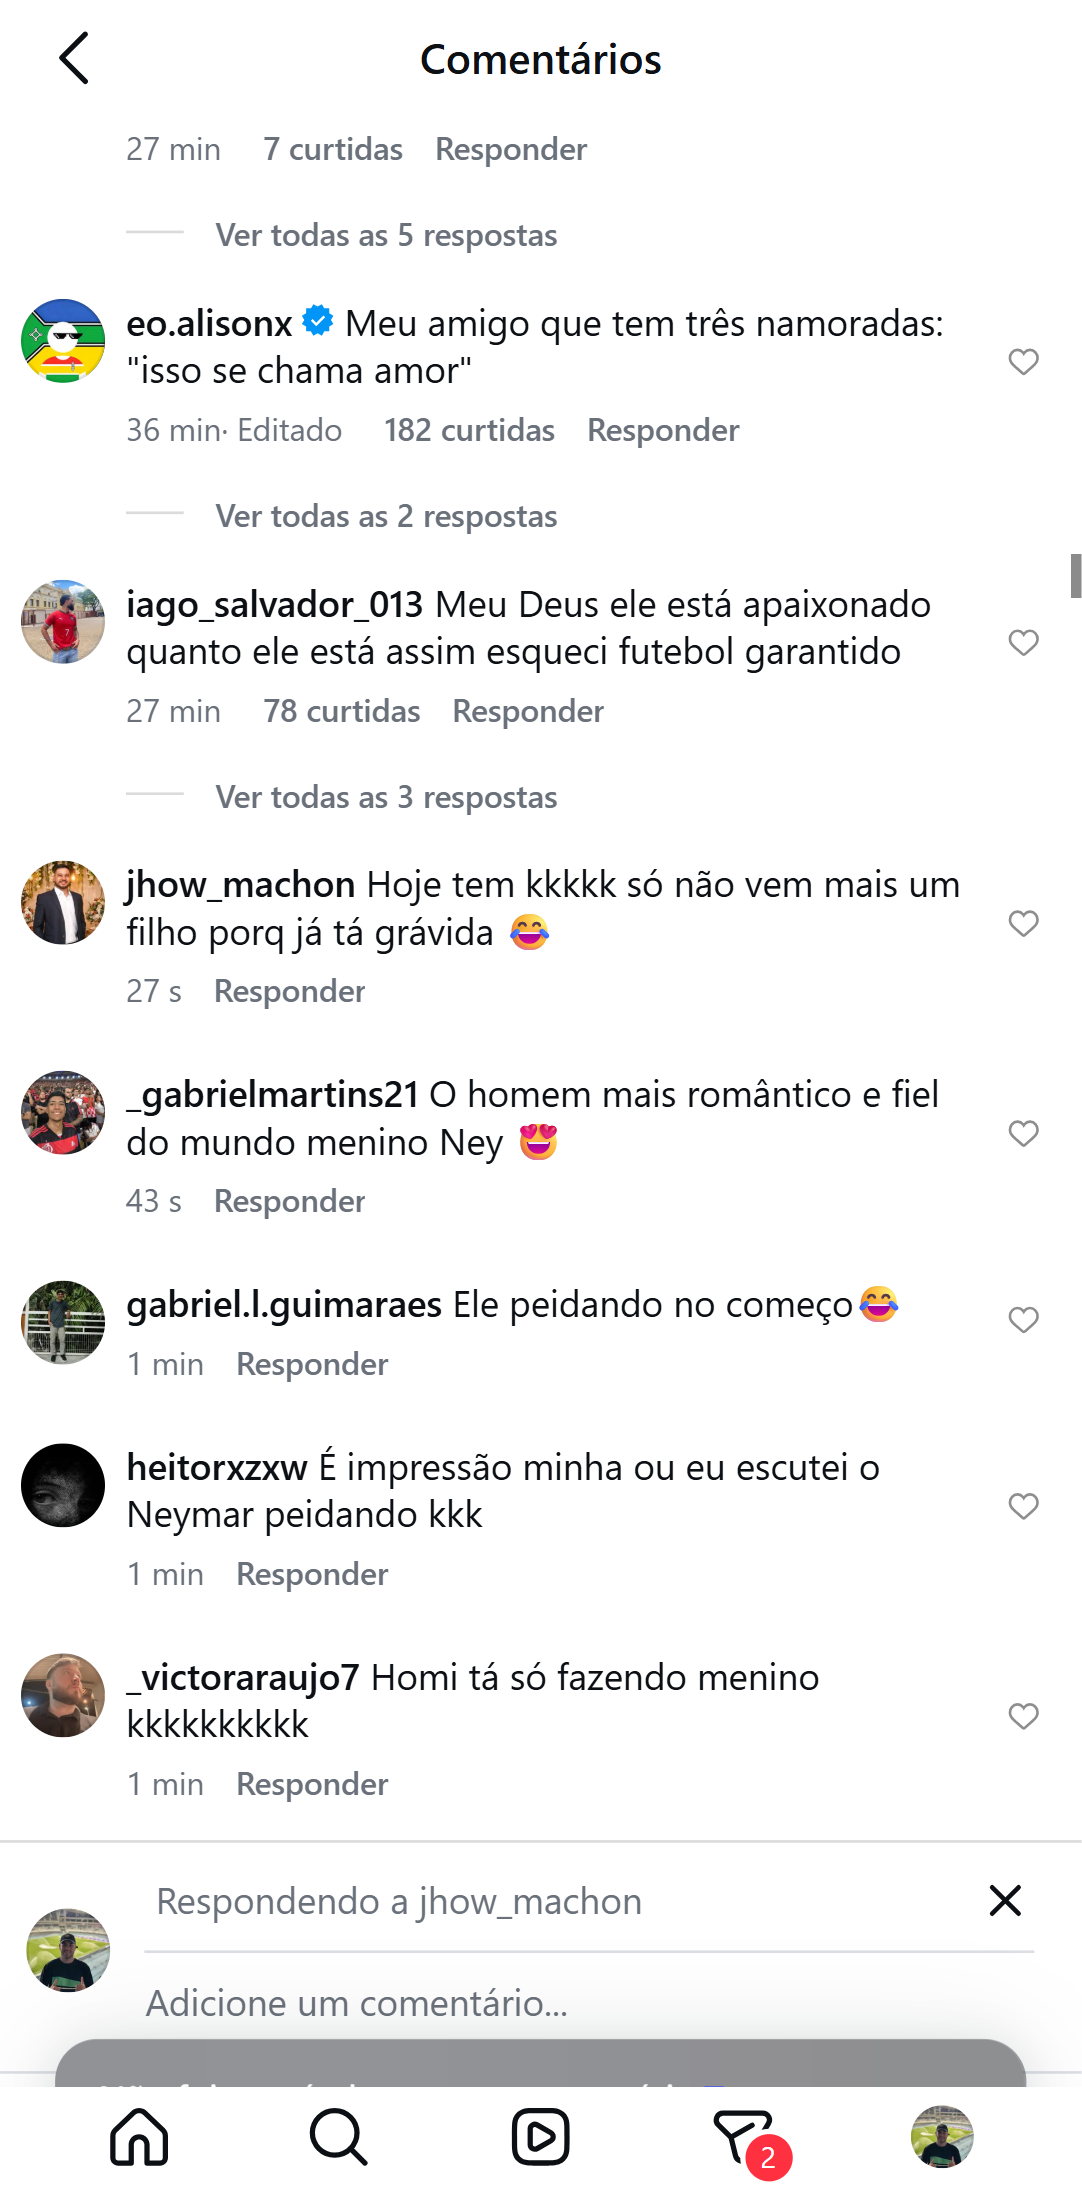 Comentários
27 min 7 curtidas Responder
Ver todas as 5 respostas
eo.alisonx Meu amigo que tem três namoradas:
"isso se chama amor"
36 min· Editado 182 curtidas Responder
Ver todas as 2 respostas
iago_salvador_013 Meu Deus ele está apaixonado
quanto ele está assim esqueci futebol garantido
27 min 78 curtidas Responder
Ver todas as 3 respostas
jhow_machon Hoje tem kkkkk só não vem mais um
filho porq já tá grávida 😂
27 s Responder
_gabrielmartins21 O homem mais romântico e fiel
do mundo menino Ney 😍
43 s Responder
gabriel.l.guimaraes Ele peidando no começo😂
1 min Responder
heitorxzxw É impressão minha ou eu escutei o
Neymar peidando kkk
1 min Responder
_victoraraujo7 Homi tá só fazendo menino
kkkkkkkkkk
1 min Responder
Respondendo a jhow_machon
Adicione um comentário...
2